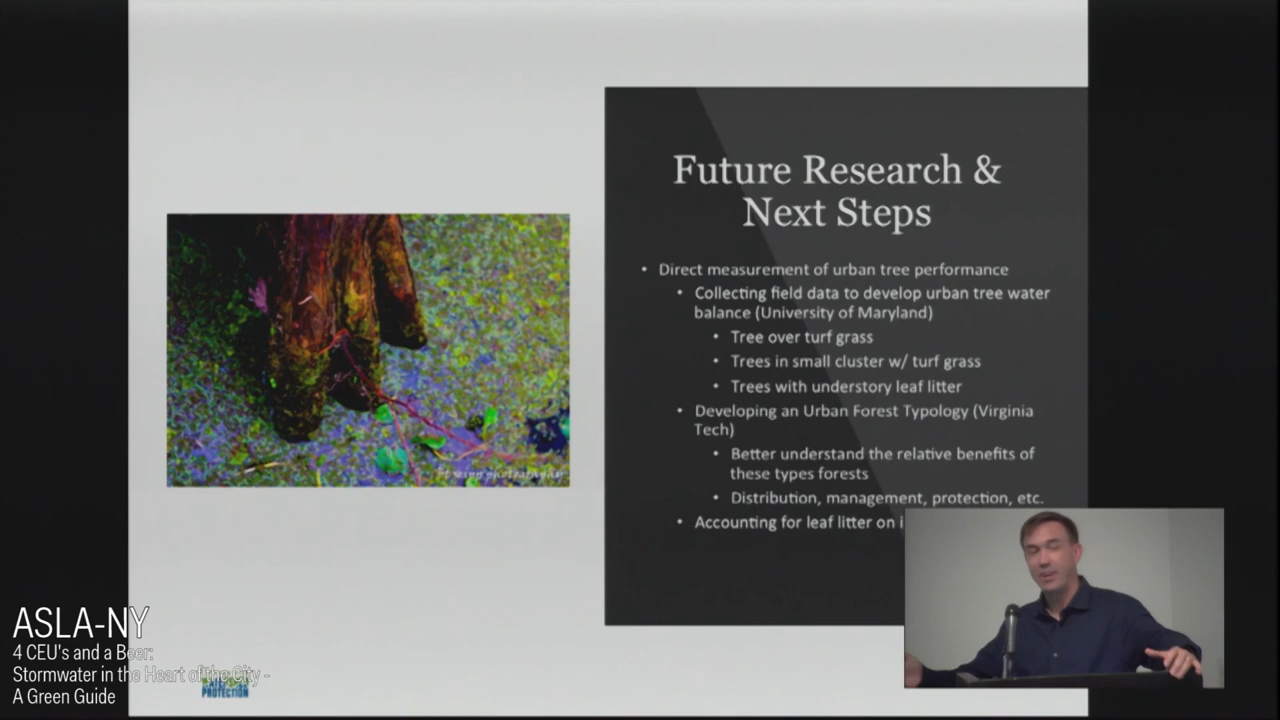 Future Research &
Next Steps
• Direct measurement of urban tree performance
• Collecting field data to develop urban tree water
balance (University of Maryland)
• Tree over turf grass
• Trees in small cluster w/ turf grass
• Trees with understory leaf litter
• Developing an Urban Forest Typology (Virginia
Tech)
• Better understand the relative benefits of
these types forests
• Distribution, management, protection, etc.
• Accounting for leaf litter on
ASLA-NY
4 CEU's and a Beer:
Stormwater in the Heart of the City -
A Green Guide
PROTECTION